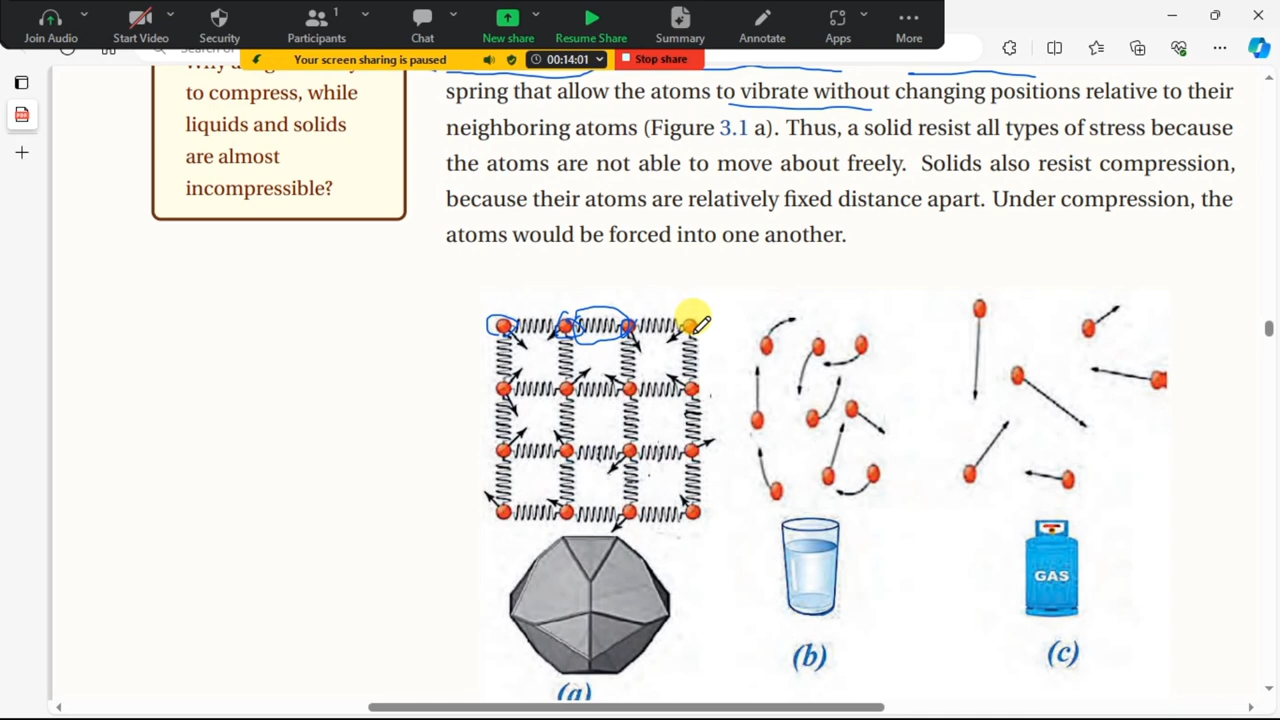 1
Join Audio
Start Video
Security
Participants
Chat
New share
Resume Share
Summary
Annotate
Apps
More
Your screen sharing is paused
00:14:01
Stop share
to compress, while
liquids and solids
are almost
incompressible?
spring that allow the atoms to vibrate without changing positions relative to their
neighboring atoms (Figure 3.1 a). Thus, a solid resist all types of stress because
the atoms are not able to move about freely. Solids also resist compression,
because their atoms are relatively fixed distance apart. Under compression, the
atoms would be forced into one another.
GAS
(a)
(b)
(c)